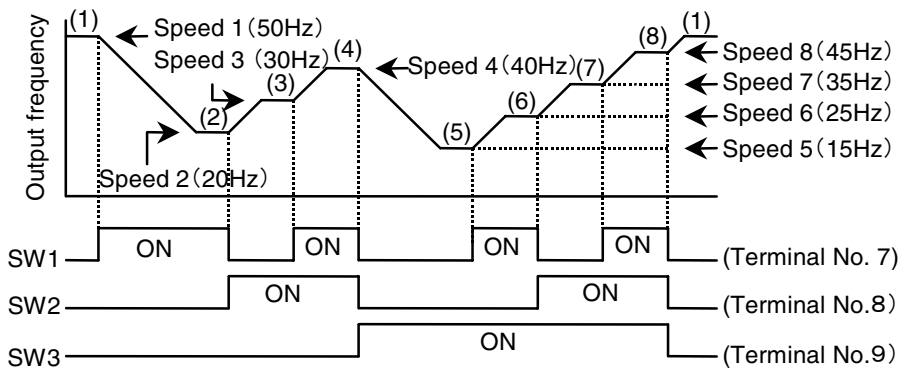 Output frequency
(1)
Speed 1(50Hz)
Speed 3 (30Hz)
(2)
(3)
(4)
Speed 4(40Hz)
(5)
(6)
(7)
(8)
(1)
Speed 8(45Hz)
Speed 7(35Hz)
Speed 6(25Hz)
Speed 5(15Hz)
Speed 2(20Hz)
SW1
ON
ON
ON
ON
(Terminal No. 7)
SW2
ON
ON
(Terminal No.8)
SW3
ON
(Terminal No.9)